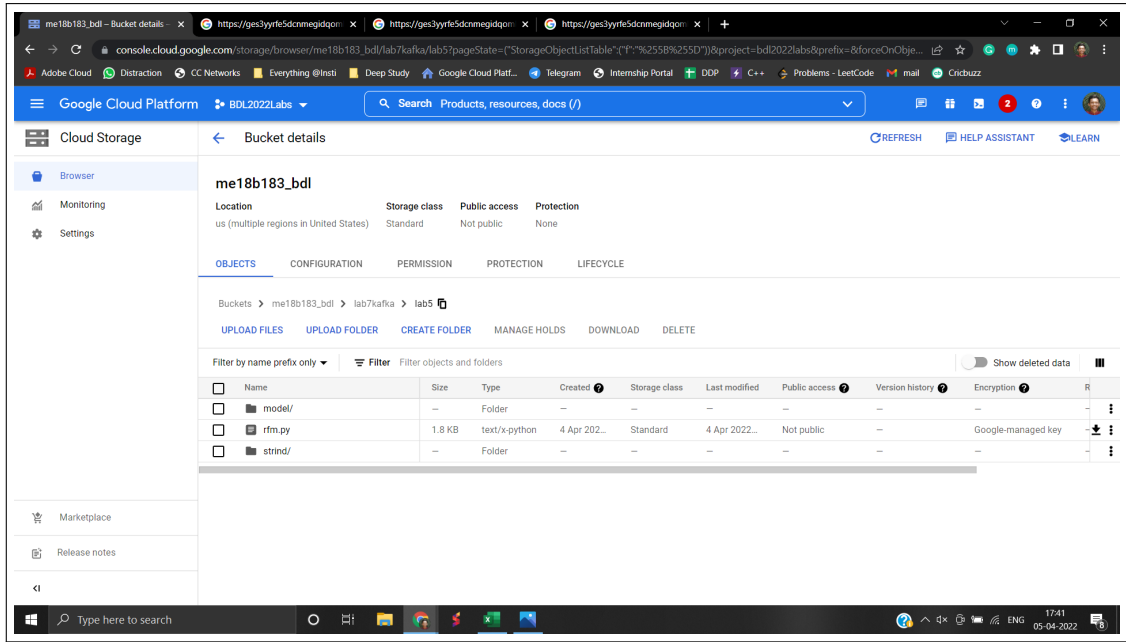 me18b183_bdl – Bucket details –
https://ges3yyrfe5dcnmegidqom
https://ges3yyrfe5dcnmegidqom
https://ges3yyrfe5dcnmegidqom
console.cloud.google.com/storage/browser/me18b183_bdl/lab7kafka/lab5?pageState=("StorageObjectListTable":("f":"%255B%255D"))&project=bdl2022labs&prefix=&forceOnObje...
Adobe Cloud Distraction CC Networks Everything @Insti Deep Study Google Cloud Platf... Telegram Internship Portal DDP C++ Problems - LeetCode mail Cricbuzz
Google Cloud Platform BDL2022Labs Search Products, resources, docs (/) 2
Cloud Storage Bucket details REFRESH HELP ASSISTANT LEARN
Browser
Monitoring
Settings
me18b183_bdl
Location Storage class Public access Protection
us (multiple regions in United States) Standard Not public None
OBJECTS CONFIGURATION PERMISSION PROTECTION LIFECYCLE
Buckets > me18b183_bdl > lab7kafka > lab5
UPLOAD FILES UPLOAD FOLDER CREATE FOLDER MANAGE HOLDS DOWNLOAD DELETE
Filter by name prefix only Filter Filter objects and folders Show deleted data
Name Size Type Created Storage class Last modified Public access Version history Encryption R
model/ — Folder — — — — — —
rfm.py 1.8 KB text/x-python 4 Apr 202... Standard 4 Apr 2022... Not public — Google-managed key –
strind/ — Folder — — — — — —
Marketplace
Release notes
Type here to search ENG 17:41
05-04-2022 8